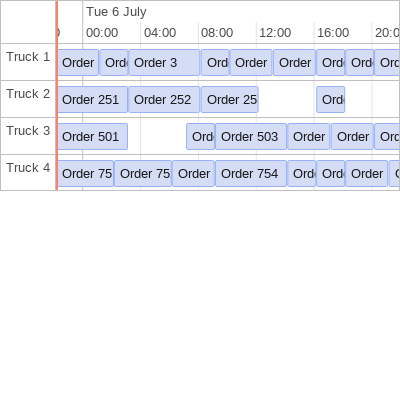 Tue 6 July
00:00 04:00 08:00 12:00 16:00 20:0
Truck 1 Order Ord Order 3 Ord Order Order Ord Ord Ord
Truck 2 Order 251 Order 252 Order 25 Ord
Truck 3 Order 501 Ord Order 503 Order Order Ord
Truck 4 Order 75 Order 75 Order Order 754 Ord Ord Order